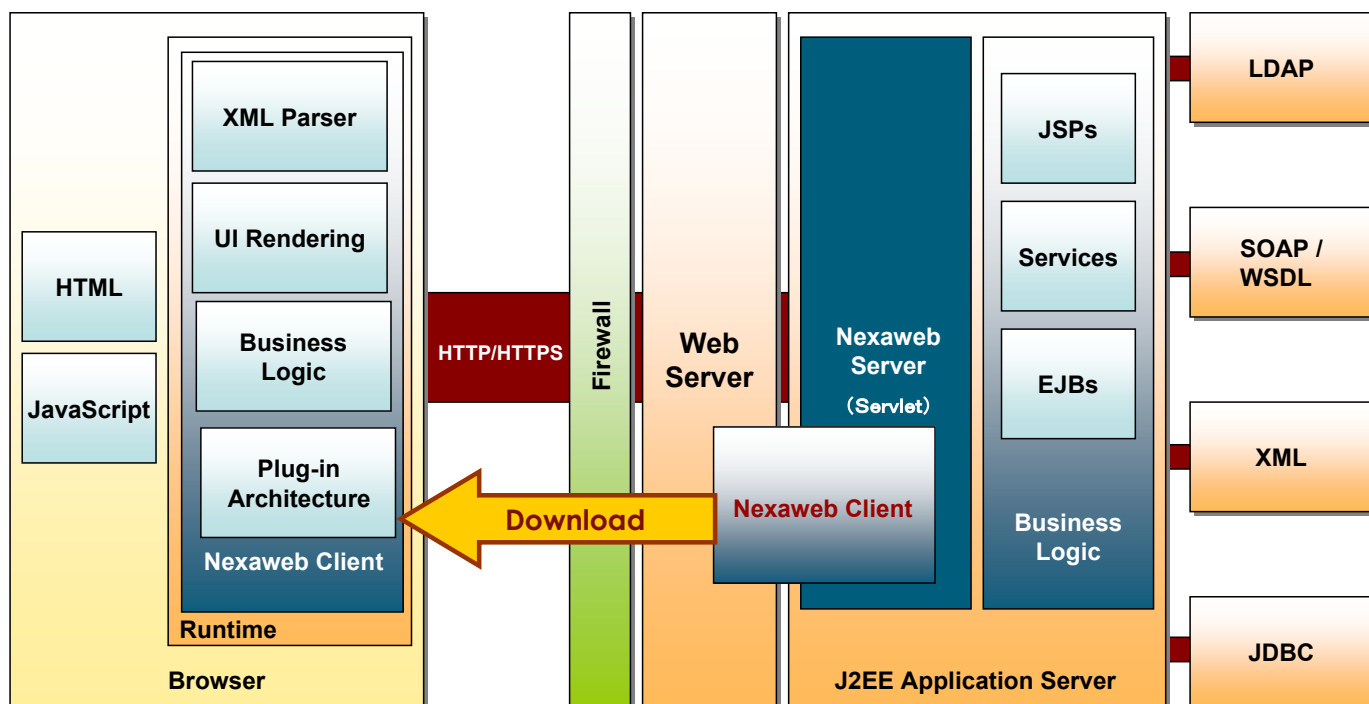 XML Parser
UI Rendering
HTML
JavaScript
Business
Logic
Plug-in
Architecture
Nexaweb Client
Runtime
Browser
HTTP/HTTPS
Download
Firewall
Web
Server
Nexaweb
Server
（Servlet）
Nexaweb Client
JSPs
Services
EJBs
Business
Logic
J2EE Application Server
LDAP
SOAP /
WSDL
XML
JDBC